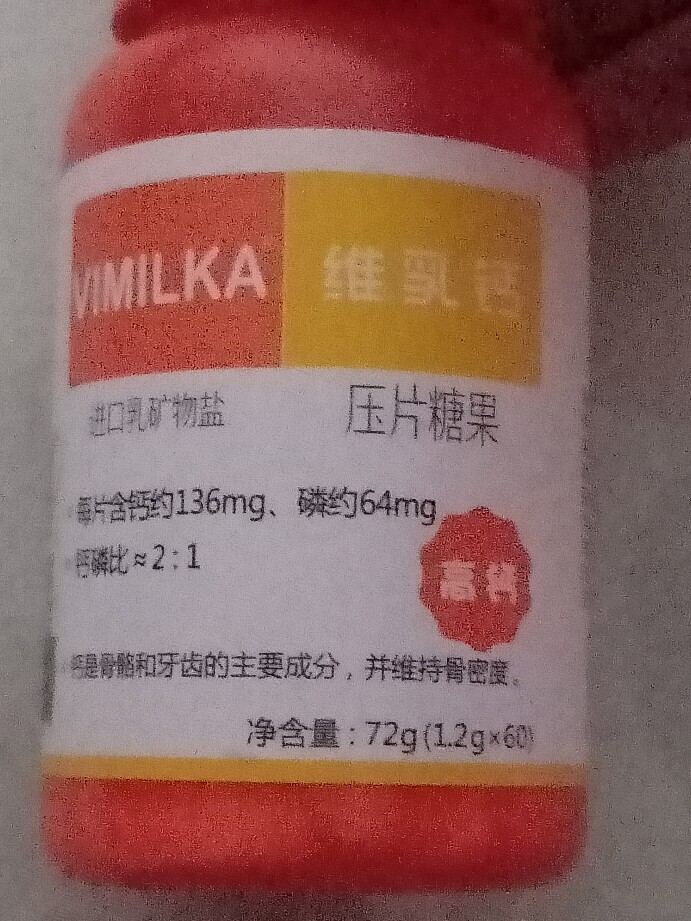 VIMILKA
维乳钙
进口乳矿物盐
压片糖果
每片含钙约136mg、磷约64mg
钙磷比≈2:1
高钙
钙是骨骼和牙齿的主要成分，并维持骨密度。
净含量:72g(1.2g×60)